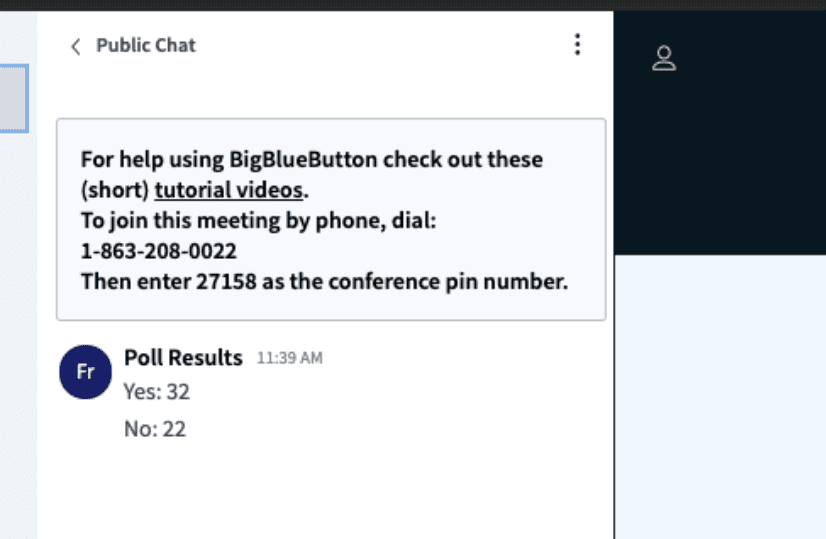 Public Chat
For help using BigBlueButton check out these
(short) tutorial videos.
To join this meeting by phone, dial:
1-863-208-0022
Then enter 27158 as the conference pin number.
Fr
Poll Results 11:39 AM
Yes: 32
No: 22